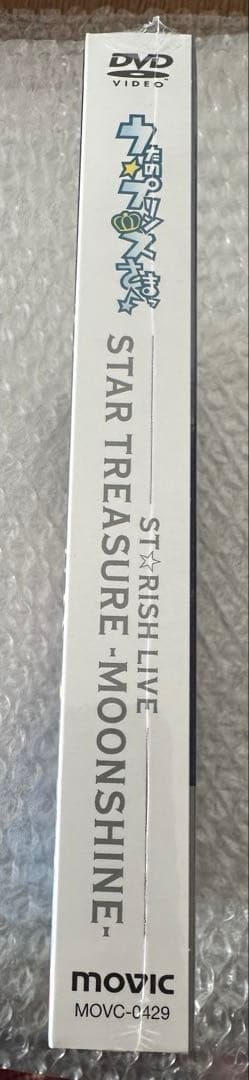 DVD
VIDEO
うたの☆プリンスさまっ♪
ST☆RISH LIVE
STAR TREASURE -MOONSHINE-
movic
MOVC-0429